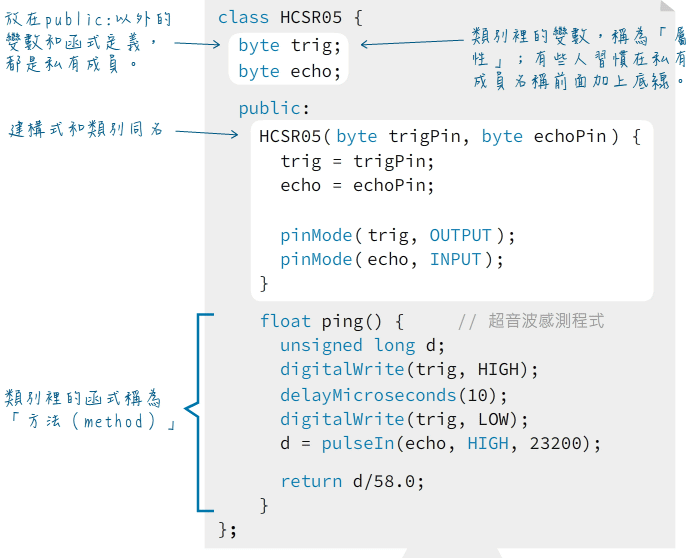 放在public:以外的
變數和函式定義，
都是私有成員。
類別裡的變數，稱為「屬
性」；有些人習慣在私有
成員名稱前面加上底線。
建構式和類別同名
類別裡的函式稱為
「方法（method）」
class HCSR05 {
byte trig;
byte echo;
public:
HCSR05(byte trigPin, byte echoPin) {
trig = trigPin;
echo = echoPin;
pinMode(trig, OUTPUT);
pinMode(echo, INPUT);
}
float ping() { // 超音波感測程式
unsigned long d;
digitalWrite(trig, HIGH);
delayMicroseconds(10);
digitalWrite(trig, LOW);
d = pulseIn(echo, HIGH, 23200);
return d/58.0;
}
};